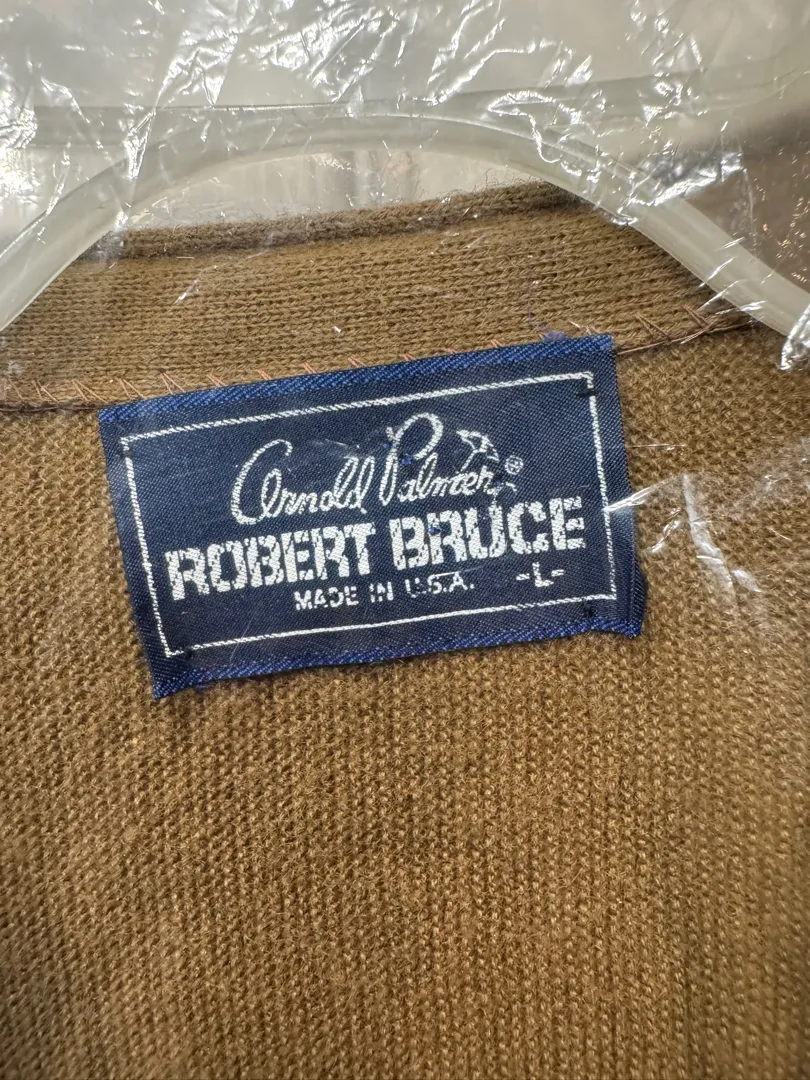 Arnold Palmer®
ROBERT BRUCE
MADE IN U.S.A. -L-